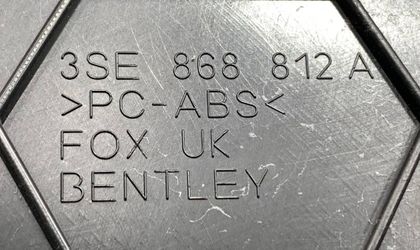 3SE 868 812 A
>PC-ABS<
FOX UK
BENTLEY